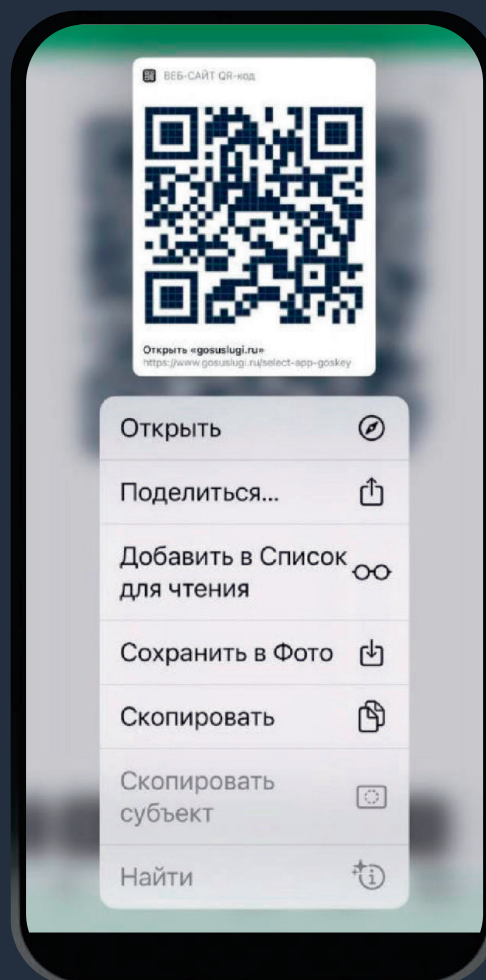 ВЕБ-САЙТ QR-код
Открыть «gosuslugi.ru»
https://www.gosuslugi.ru/select-app-goskey
Открыть
Поделиться...
Добавить в Список
для чтения
Сохранить в Фото
Скопировать
Скопировать
субъект
Найти